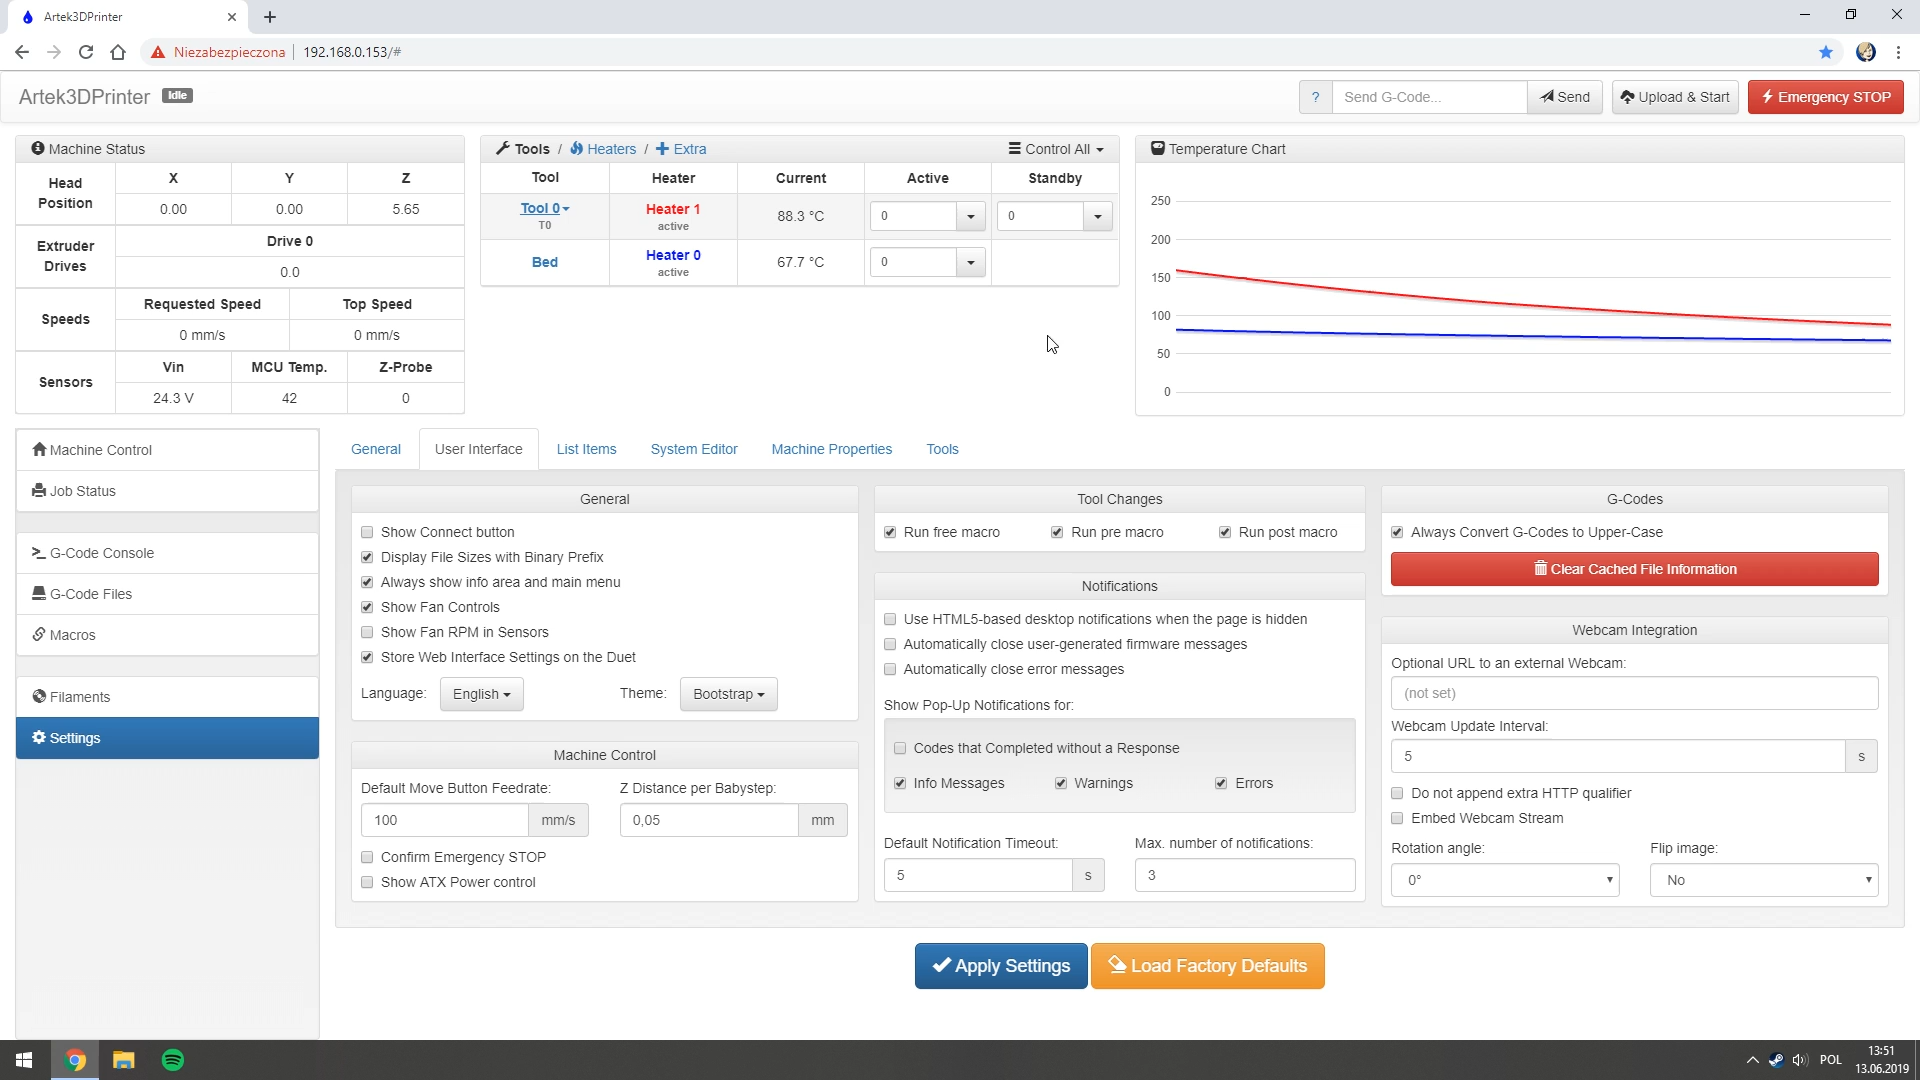 Artek3DPrinter
Niezabezpieczona 192.168.0.153/#
Artek3DPrinter Idle
? Send G-Code... Send Upload & Start Emergency STOP
Machine Status
Head Position X Y Z
0.00 0.00 5.65
Extruder Drives Drive 0
0.0
Speeds Requested Speed Top Speed
0 mm/s 0 mm/s
Sensors Vin MCU Temp. Z-Probe
24.3 V 42 0
Tools / Heaters / Extra Control All
Tool Heater Current Active Standby
Tool 0 Heater 1 88.3 °C 0 0
T0 active
Bed Heater 0 67.7 °C 0
active
Temperature Chart
250
200
150
100
50
0
Machine Control
Job Status
G-Code Console
G-Code Files
Macros
Filaments
Settings
General User Interface List Items System Editor Machine Properties Tools
General
Show Connect button
Display File Sizes with Binary Prefix
Always show info area and main menu
Show Fan Controls
Show Fan RPM in Sensors
Store Web Interface Settings on the Duet
Language: English Theme: Bootstrap
Machine Control
Default Move Button Feedrate: Z Distance per Babystep:
100 mm/s 0,05 mm
Confirm Emergency STOP
Show ATX Power control
Tool Changes
Run free macro Run pre macro Run post macro
Notifications
Use HTML5-based desktop notifications when the page is hidden
Automatically close user-generated firmware messages
Automatically close error messages
Show Pop-Up Notifications for:
Codes that Completed without a Response
Info Messages Warnings Errors
Default Notification Timeout: Max. number of notifications:
5 s 3
G-Codes
Always Convert G-Codes to Upper-Case
Clear Cached File Information
Webcam Integration
Optional URL to an external Webcam:
(not set)
Webcam Update Interval:
5 s
Do not append extra HTTP qualifier
Embed Webcam Stream
Rotation angle: Flip image:
0° No
Apply Settings Load Factory Defaults
POL 13:51
13.06.2019